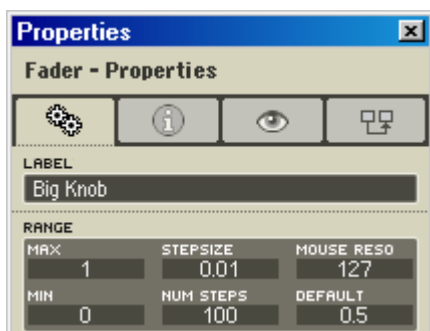 Properties
Fader - Properties
LABEL
Big Knob
RANGE
MAX STEPSIZE MOUSE RESO
1 0.01 127
MIN NUM STEPS DEFAULT
0 100 0.5